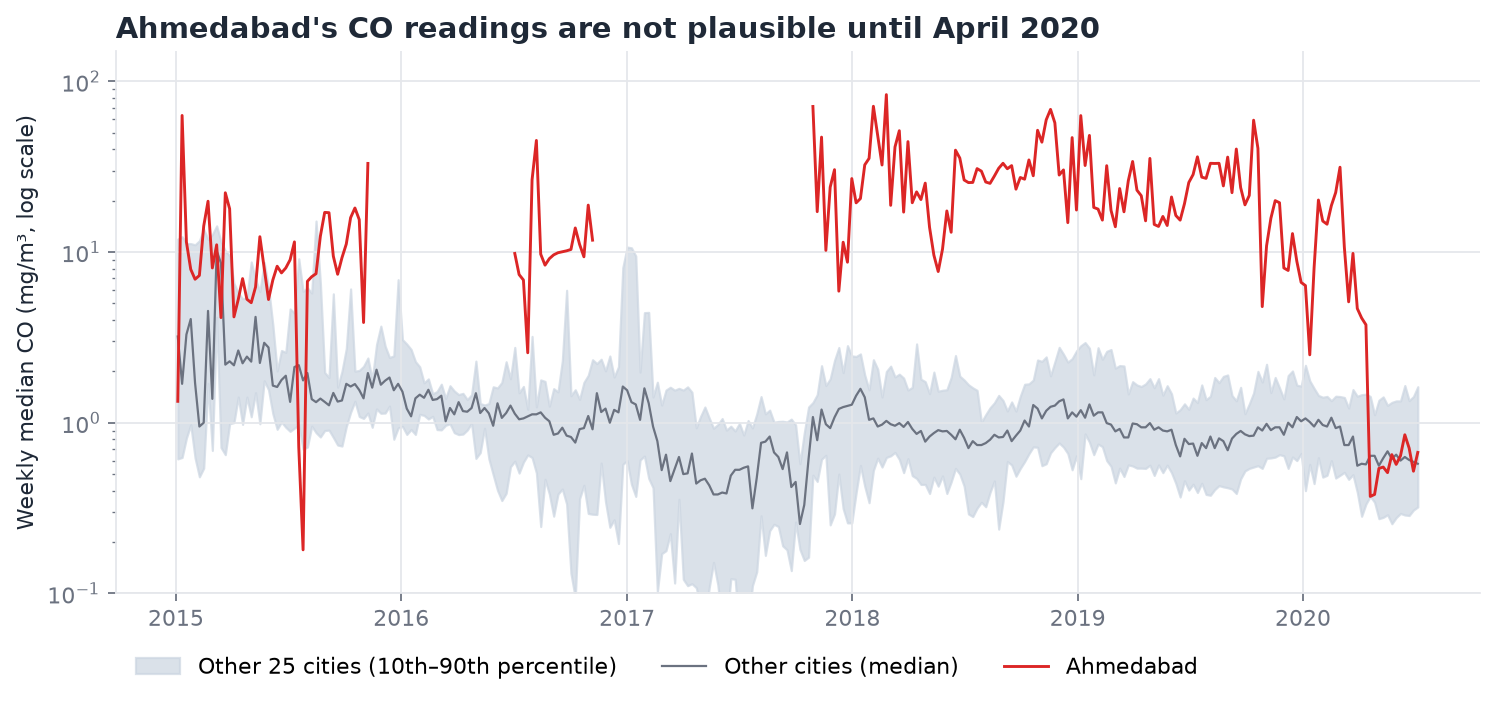 Ahmedabad's CO readings are not plausible until April 2020
Weekly median CO (mg/m³, log scale)
10²
10¹
10⁰
10⁻¹
2015 2016 2017 2018 2019 2020
Other 25 cities (10th–90th percentile) Other cities (median) Ahmedabad